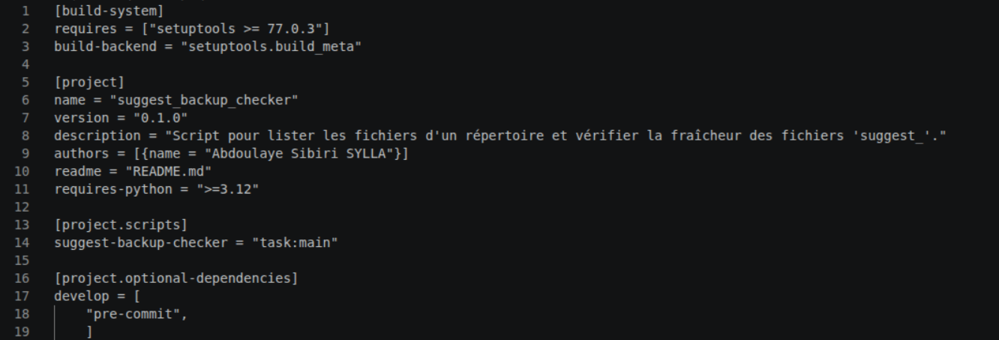 1 [build-system]
2 requires = ["setuptools >= 77.0.3"]
3 build-backend = "setuptools.build_meta"
4
5 [project]
6 name = "suggest_backup_checker"
7 version = "0.1.0"
8 description = "Script pour lister les fichiers d'un répertoire et vérifier la fraîcheur des fichiers 'suggest_'."
9 authors = [{name = "Abdoulaye Sibiri SYLLA"}]
10 readme = "README.md"
11 requires-python = ">=3.12"
12
13 [project.scripts]
14 suggest-backup-checker = "task:main"
15
16 [project.optional-dependencies]
17 develop = [
18     "pre-commit",
19     ]